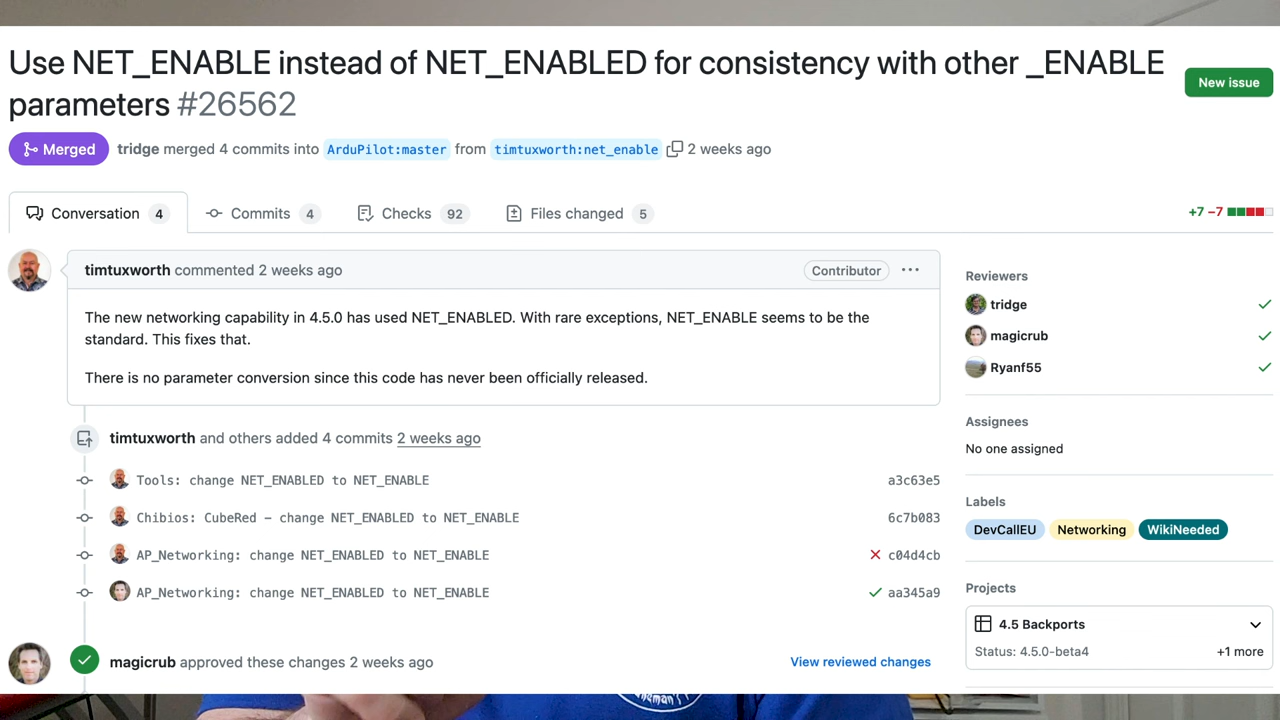 Use NET_ENABLE instead of NET_ENABLED for consistency with other _ENABLE
parameters #26562
New issue
Merged tridge merged 4 commits into ArduPilot:master from timtuxworth:net_enable 2 weeks ago
Conversation 4 Commits 4 Checks 92 Files changed 5
+7 −7
timtuxworth commented 2 weeks ago
Contributor
The new networking capability in 4.5.0 has used NET_ENABLED. With rare exceptions, NET_ENABLE seems to be the
standard. This fixes that.
There is no parameter conversion since this code has never been officially released.
timtuxworth and others added 4 commits 2 weeks ago
Tools: change NET_ENABLED to NET_ENABLE a3c63e5
Chibios: CubeRed – change NET_ENABLED to NET_ENABLE 6c7b083
AP_Networking: change NET_ENABLED to NET_ENABLE c04d4cb
AP_Networking: change NET_ENABLED to NET_ENABLE aa345a9
magicrub approved these changes 2 weeks ago
View reviewed changes
Reviewers
tridge
magicrub
Ryanf55
Assignees
No one assigned
Labels
DevCallEU Networking WikiNeeded
Projects
4.5 Backports
Status: 4.5.0-beta4 +1 more